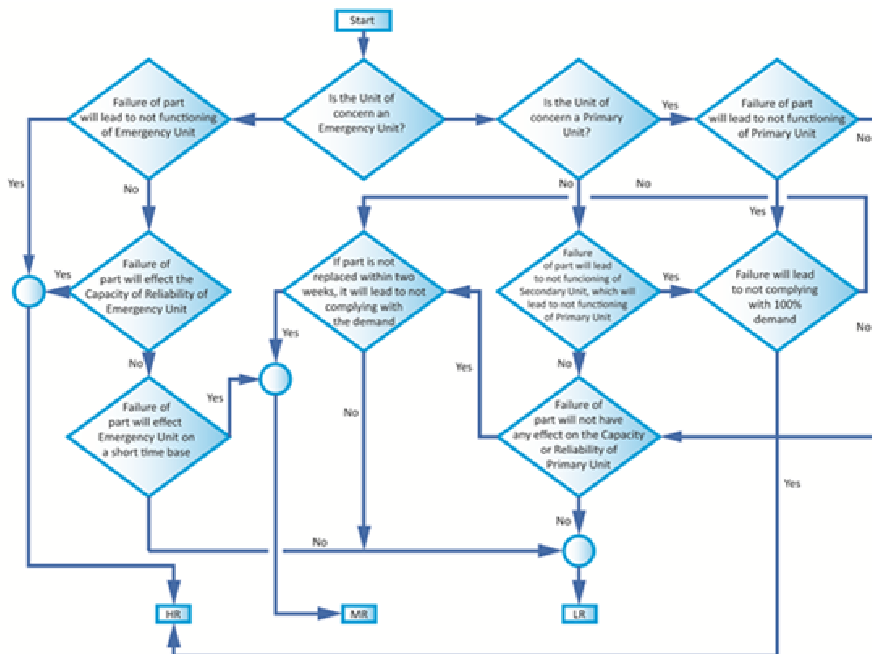 Start
Failure of part
will lead to not functioning
of Emergency Unit
Is the Unit of
concern an
Emergency Unit?
Is the Unit of
concern a Primary
Unit?
Yes
Failure of part
will lead to not functioning
of Primary Unit
No
Yes
No
No
No
Yes
Failure of
part will effect the
Capacity of Reliability of
Emergency Unit
Yes
If part is not
replaced within two
weeks, it will lead to not
complying with
the demand
Failure
of part will lead
to not funcioning of
Secondary Unit, which will
lead to not functioning
of Primary Unit
Yes
Failure will lead
to not complying
with 100%
demand
No
Yes
No
Yes
No
Failure of
part will effect
Emergency Unit on
a short time base
Yes
No
Failure of
part will not have
any effect on the Capacity
or Reliability of
Primary Unit
Yes
No
No
HR
MR
LR